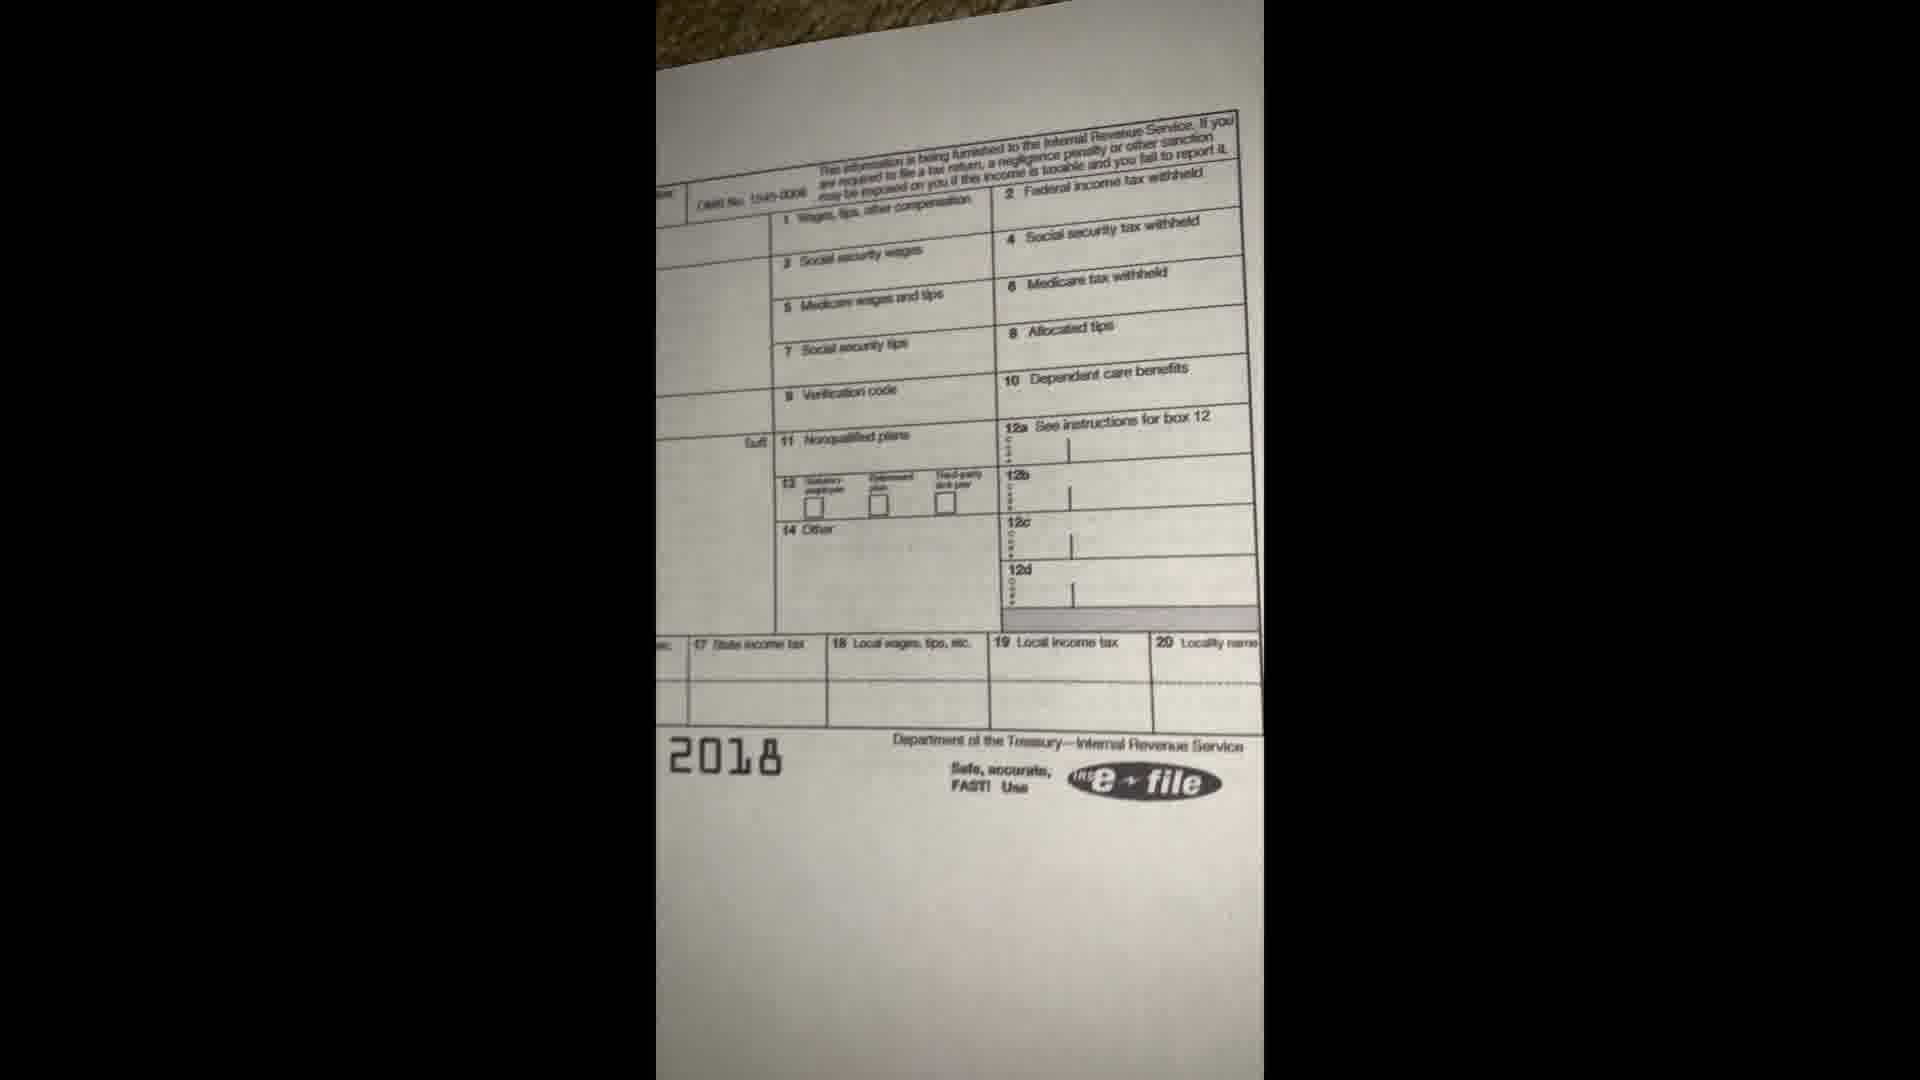 This information is being furnished to the Internal Revenue Service. If you
are required to file a tax return, a negligence penalty or other sanction
may be imposed on you if this income is taxable and you fail to report it.
OMB No. 1545-0008
1 Wages, tips, other compensation
2 Federal income tax withheld
3 Social security wages
4 Social security tax withheld
5 Medicare wages and tips
6 Medicare tax withheld
7 Social security tips
8 Allocated tips
9 Verification code
10 Dependent care benefits
Suff.
11 Nonqualified plans
12a See instructions for box 12
13 Statutory employee
Retirement plan
Third-party sick pay
12b
14 Other
12c
12d
17 State income tax
18 Local wages, tips, etc.
19 Local income tax
20 Locality name
2018
Department of the Treasury—Internal Revenue Service
Safe, accurate,
FAST! Use
IRS e~file